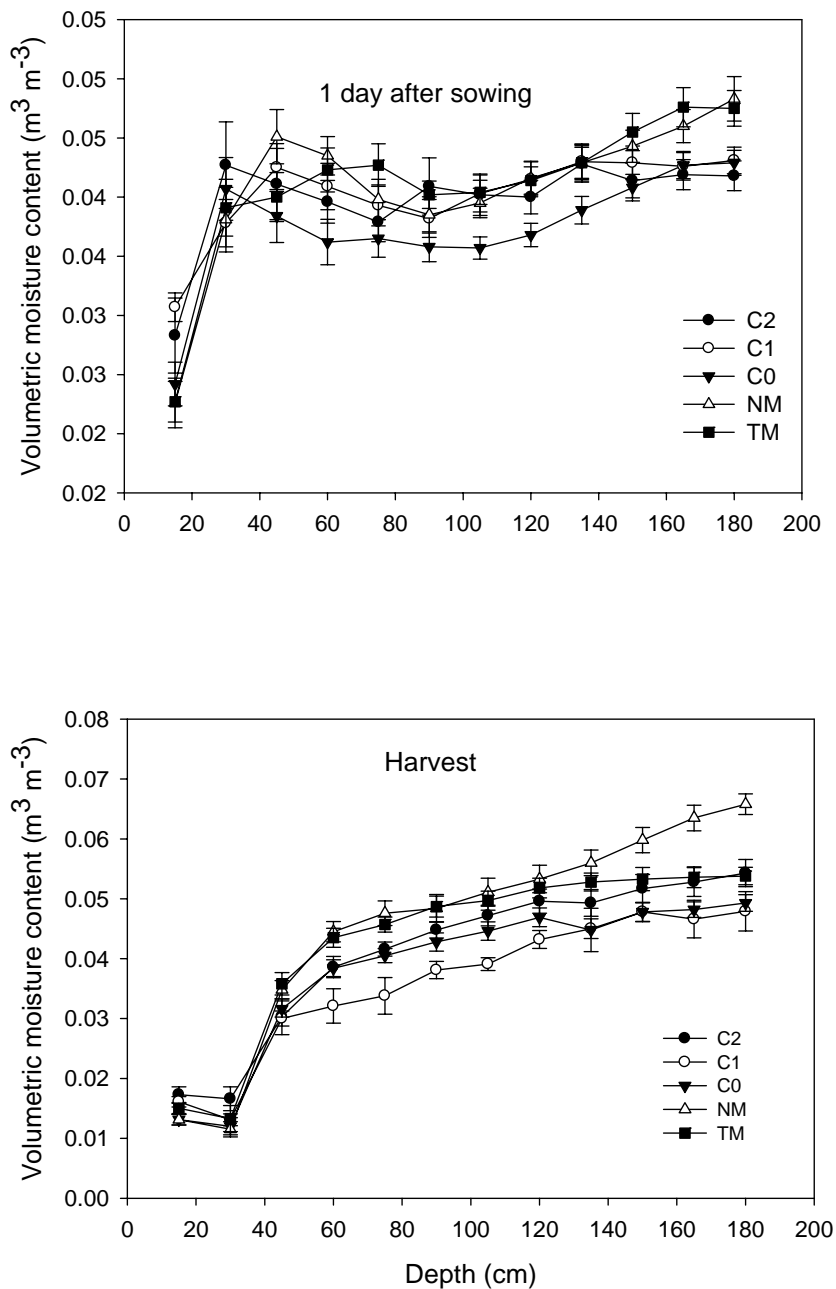 Volumetric moisture content (m3 m-3)
0.05
0.05
0.05
0.04
0.04
0.03
0.03
0.02
0.02
1 day after sowing
C2
C1
C0
NM
TM
0 20 40 60 80 100 120 140 160 180 200
Volumetric moisture content (m3 m-3)
0.08
0.07
0.06
0.05
0.04
0.03
0.02
0.01
0.00
Harvest
C2
C1
C0
NM
TM
0 20 40 60 80 100 120 140 160 180 200
Depth (cm)